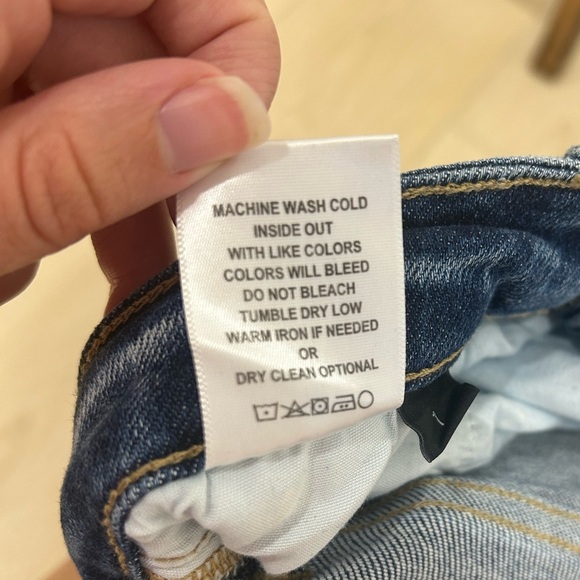 MACHINE WASH COLD
INSIDE OUT
WITH LIKE COLORS
COLORS WILL BLEED
DO NOT BLEACH
TUMBLE DRY LOW
WARM IRON IF NEEDED
OR
DRY CLEAN OPTIONAL